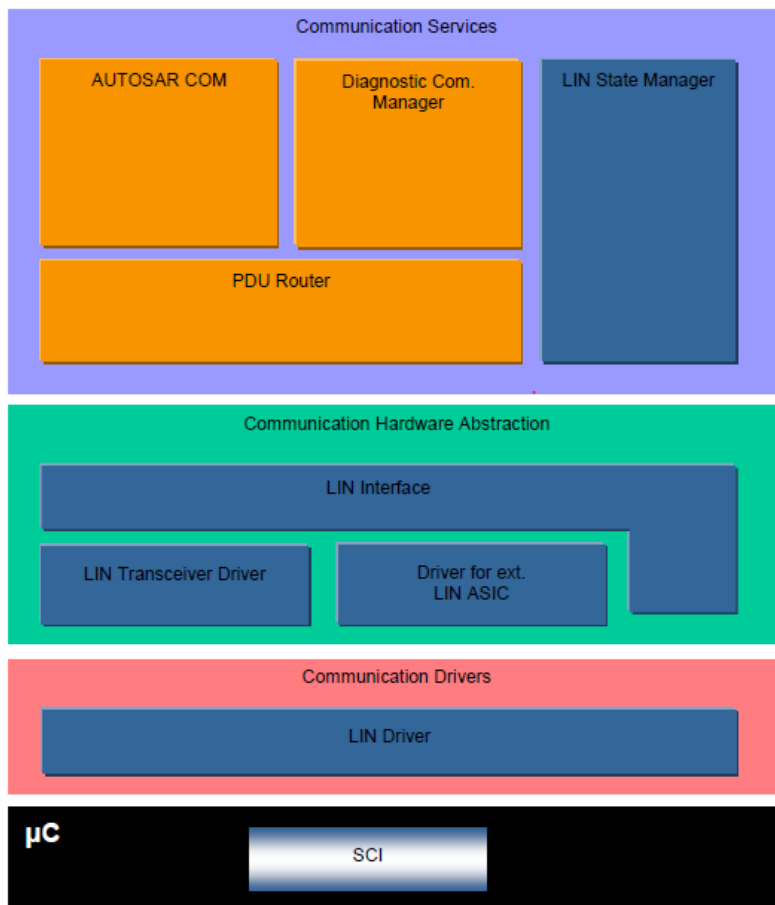 Communication Services
AUTOSAR COM
Diagnostic Com.
Manager
LIN State Manager
PDU Router
Communication Hardware Abstraction
LIN Interface
LIN Transceiver Driver
Driver for ext.
LIN ASIC
Communication Drivers
LIN Driver
µC
SCI